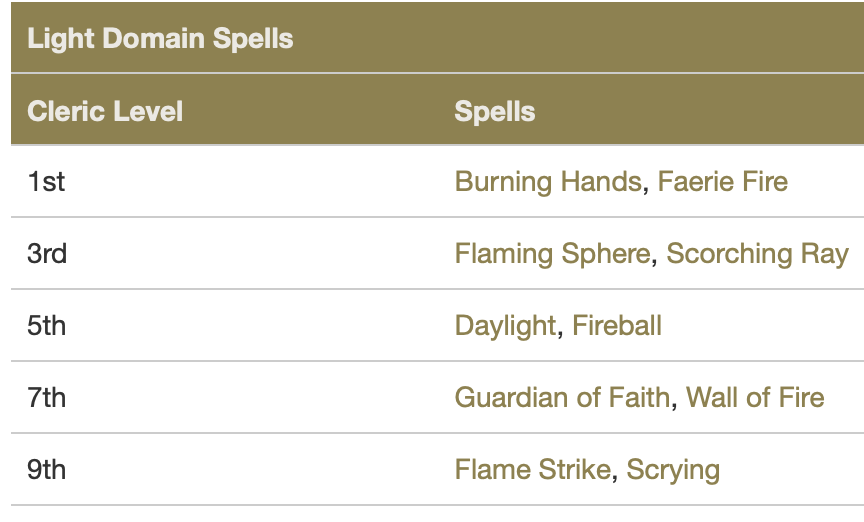 Light Domain Spells
Cleric Level Spells
1st Burning Hands, Faerie Fire
3rd Flaming Sphere, Scorching Ray
5th Daylight, Fireball
7th Guardian of Faith, Wall of Fire
9th Flame Strike, Scrying